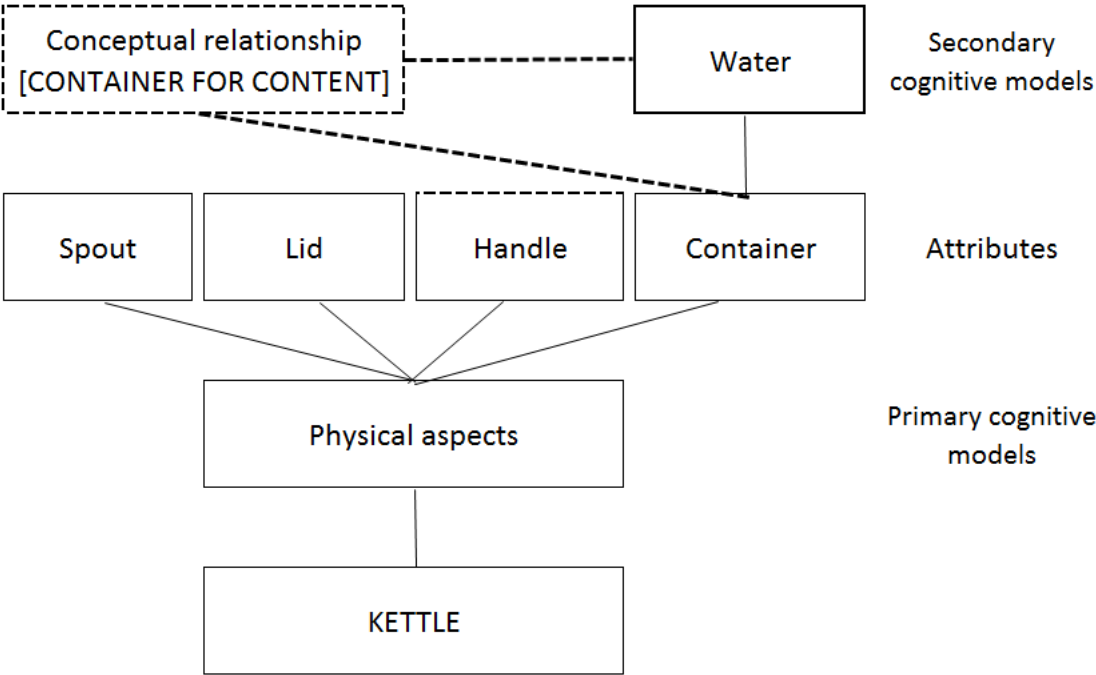 Conceptual relationship
[CONTAINER FOR CONTENT]
Water
Secondary
cognitive models
Spout
Lid
Handle
Container
Attributes
Physical aspects
Primary cognitive
models
KETTLE